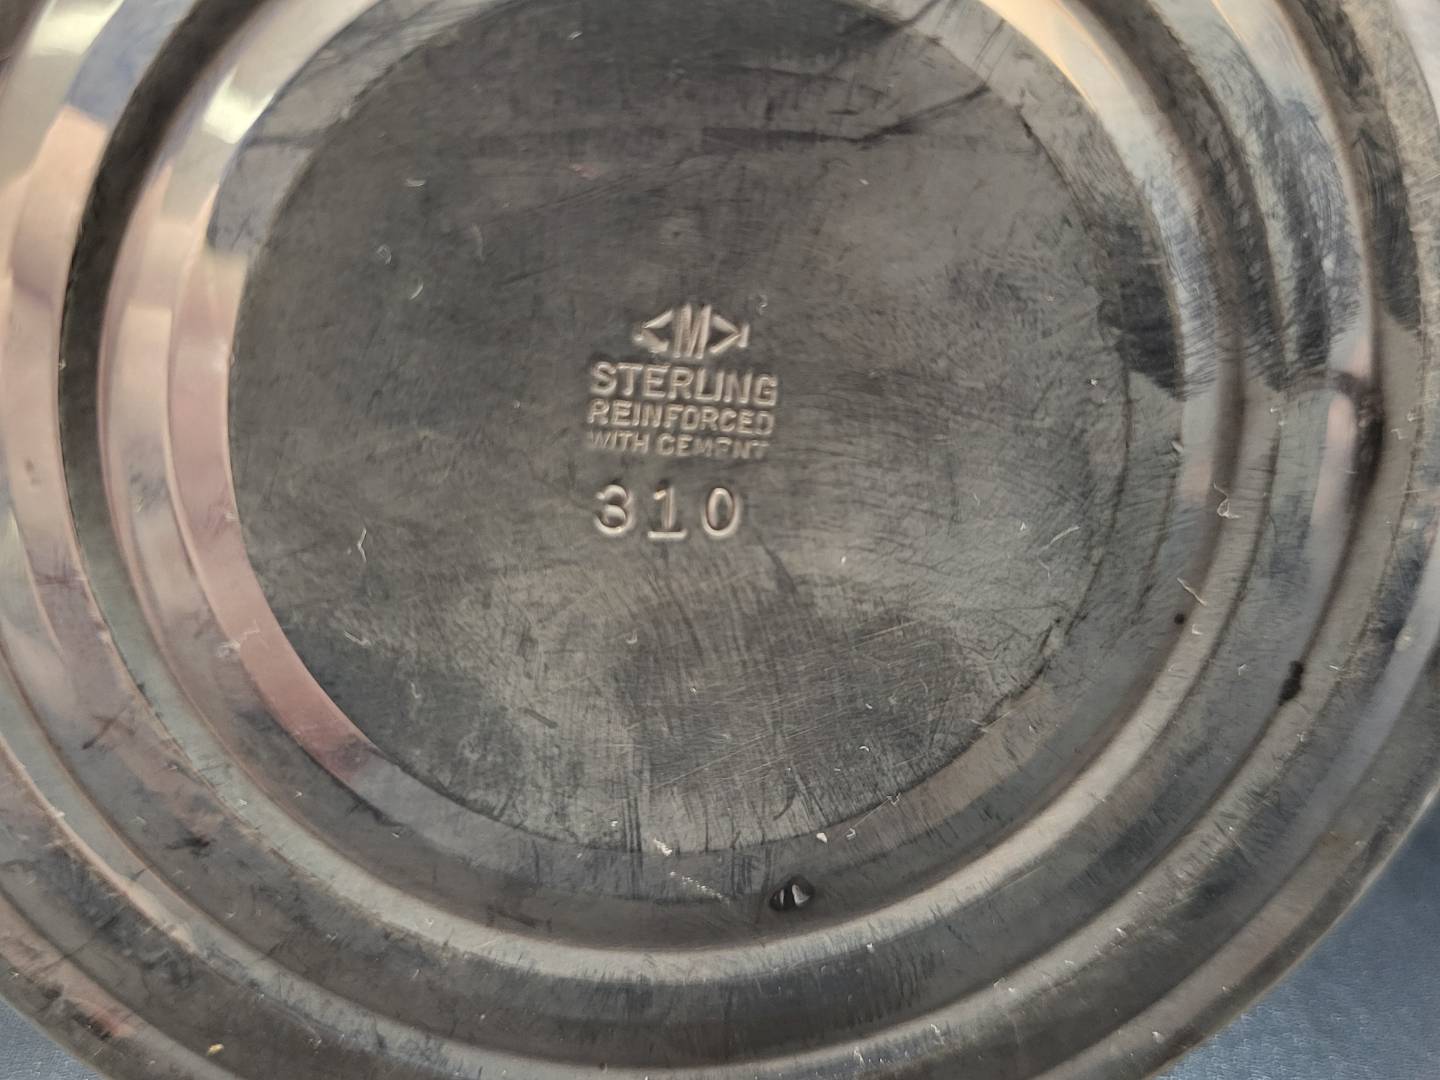 <M>
STERLING
REINFORCED
WITH CEMENT
310